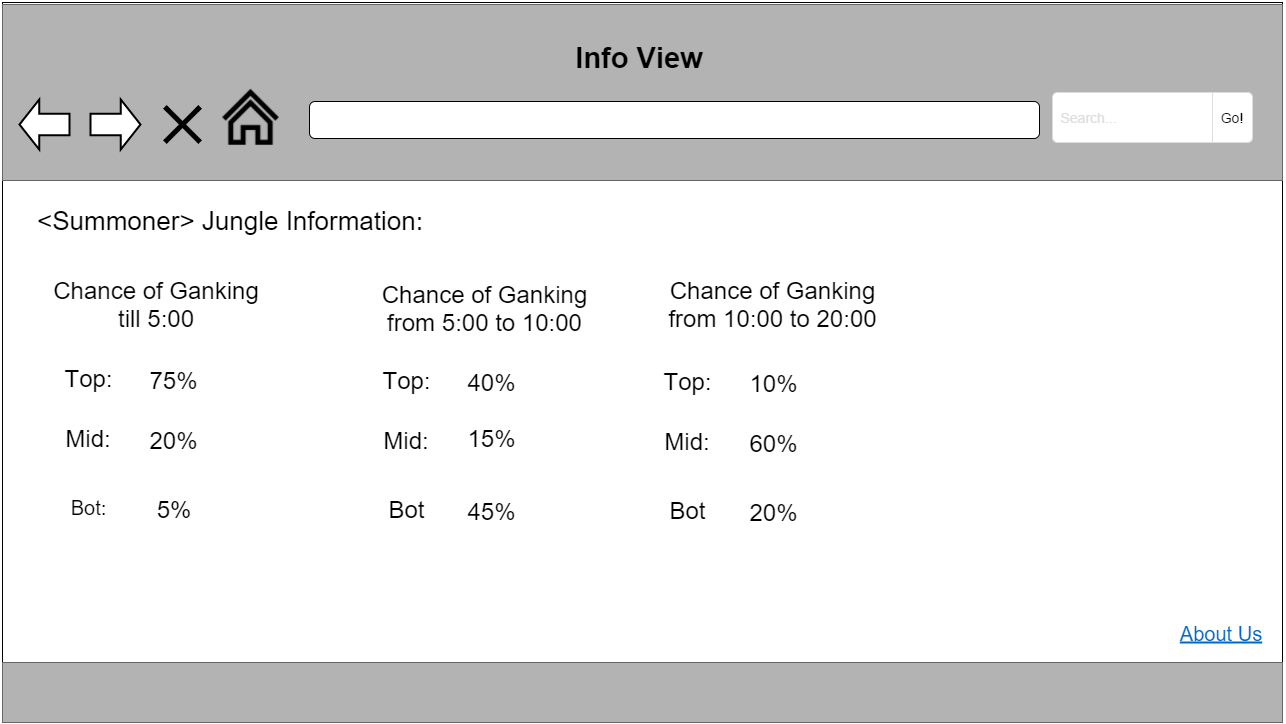 Info View
Search...
Go!
<Summoner> Jungle Information:
Chance of Ganking
till 5:00
Top: 75%
Mid: 20%
Bot: 5%
Chance of Ganking
from 5:00 to 10:00
Top: 40%
Mid: 15%
Bot 45%
Chance of Ganking
from 10:00 to 20:00
Top: 10%
Mid: 60%
Bot 20%
About Us